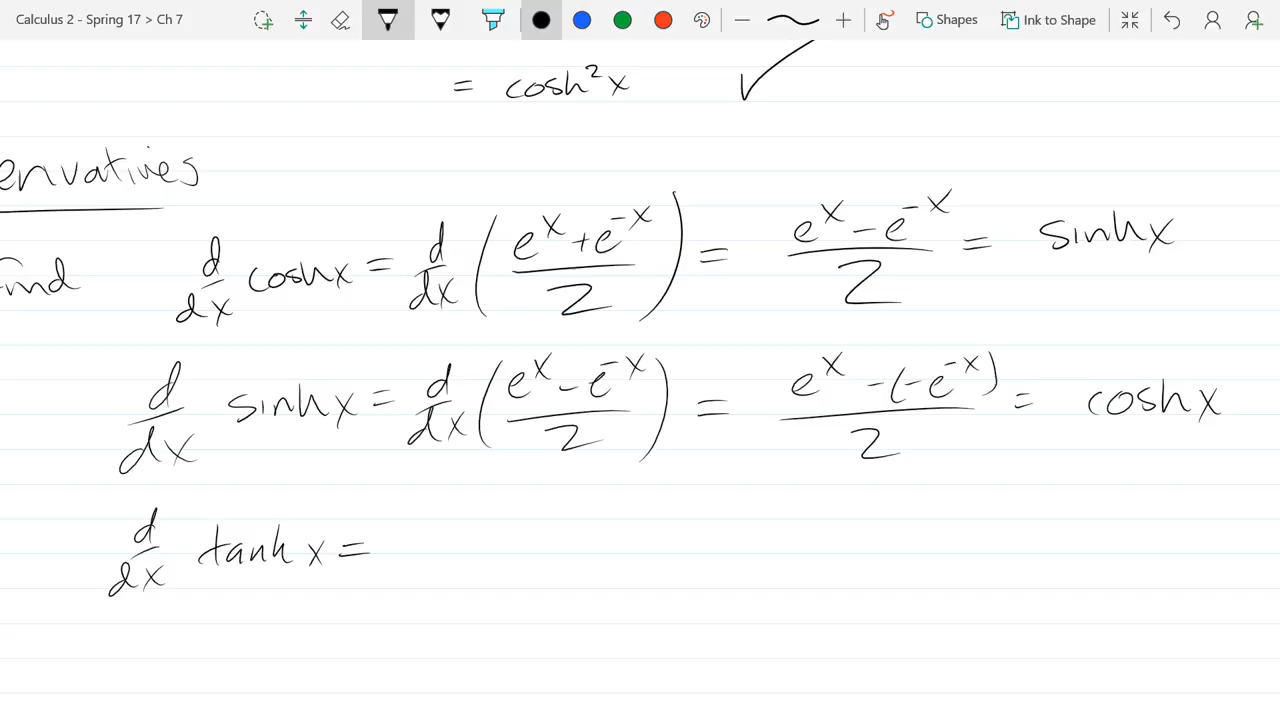 Calculus 2 - Spring 17 > Ch 7 Shapes Ink to Shape
= cosh²x ✓
erivatives
ind d/dx cosh x = d/dx ( (e^x + e^-x)/2 ) = (e^x - e^-x)/2 = sinh x
d/dx sinh x = d/dx ( (e^x - e^-x)/2 ) = (e^x - (-e^-x))/2 = cosh x
d/dx tanh x =